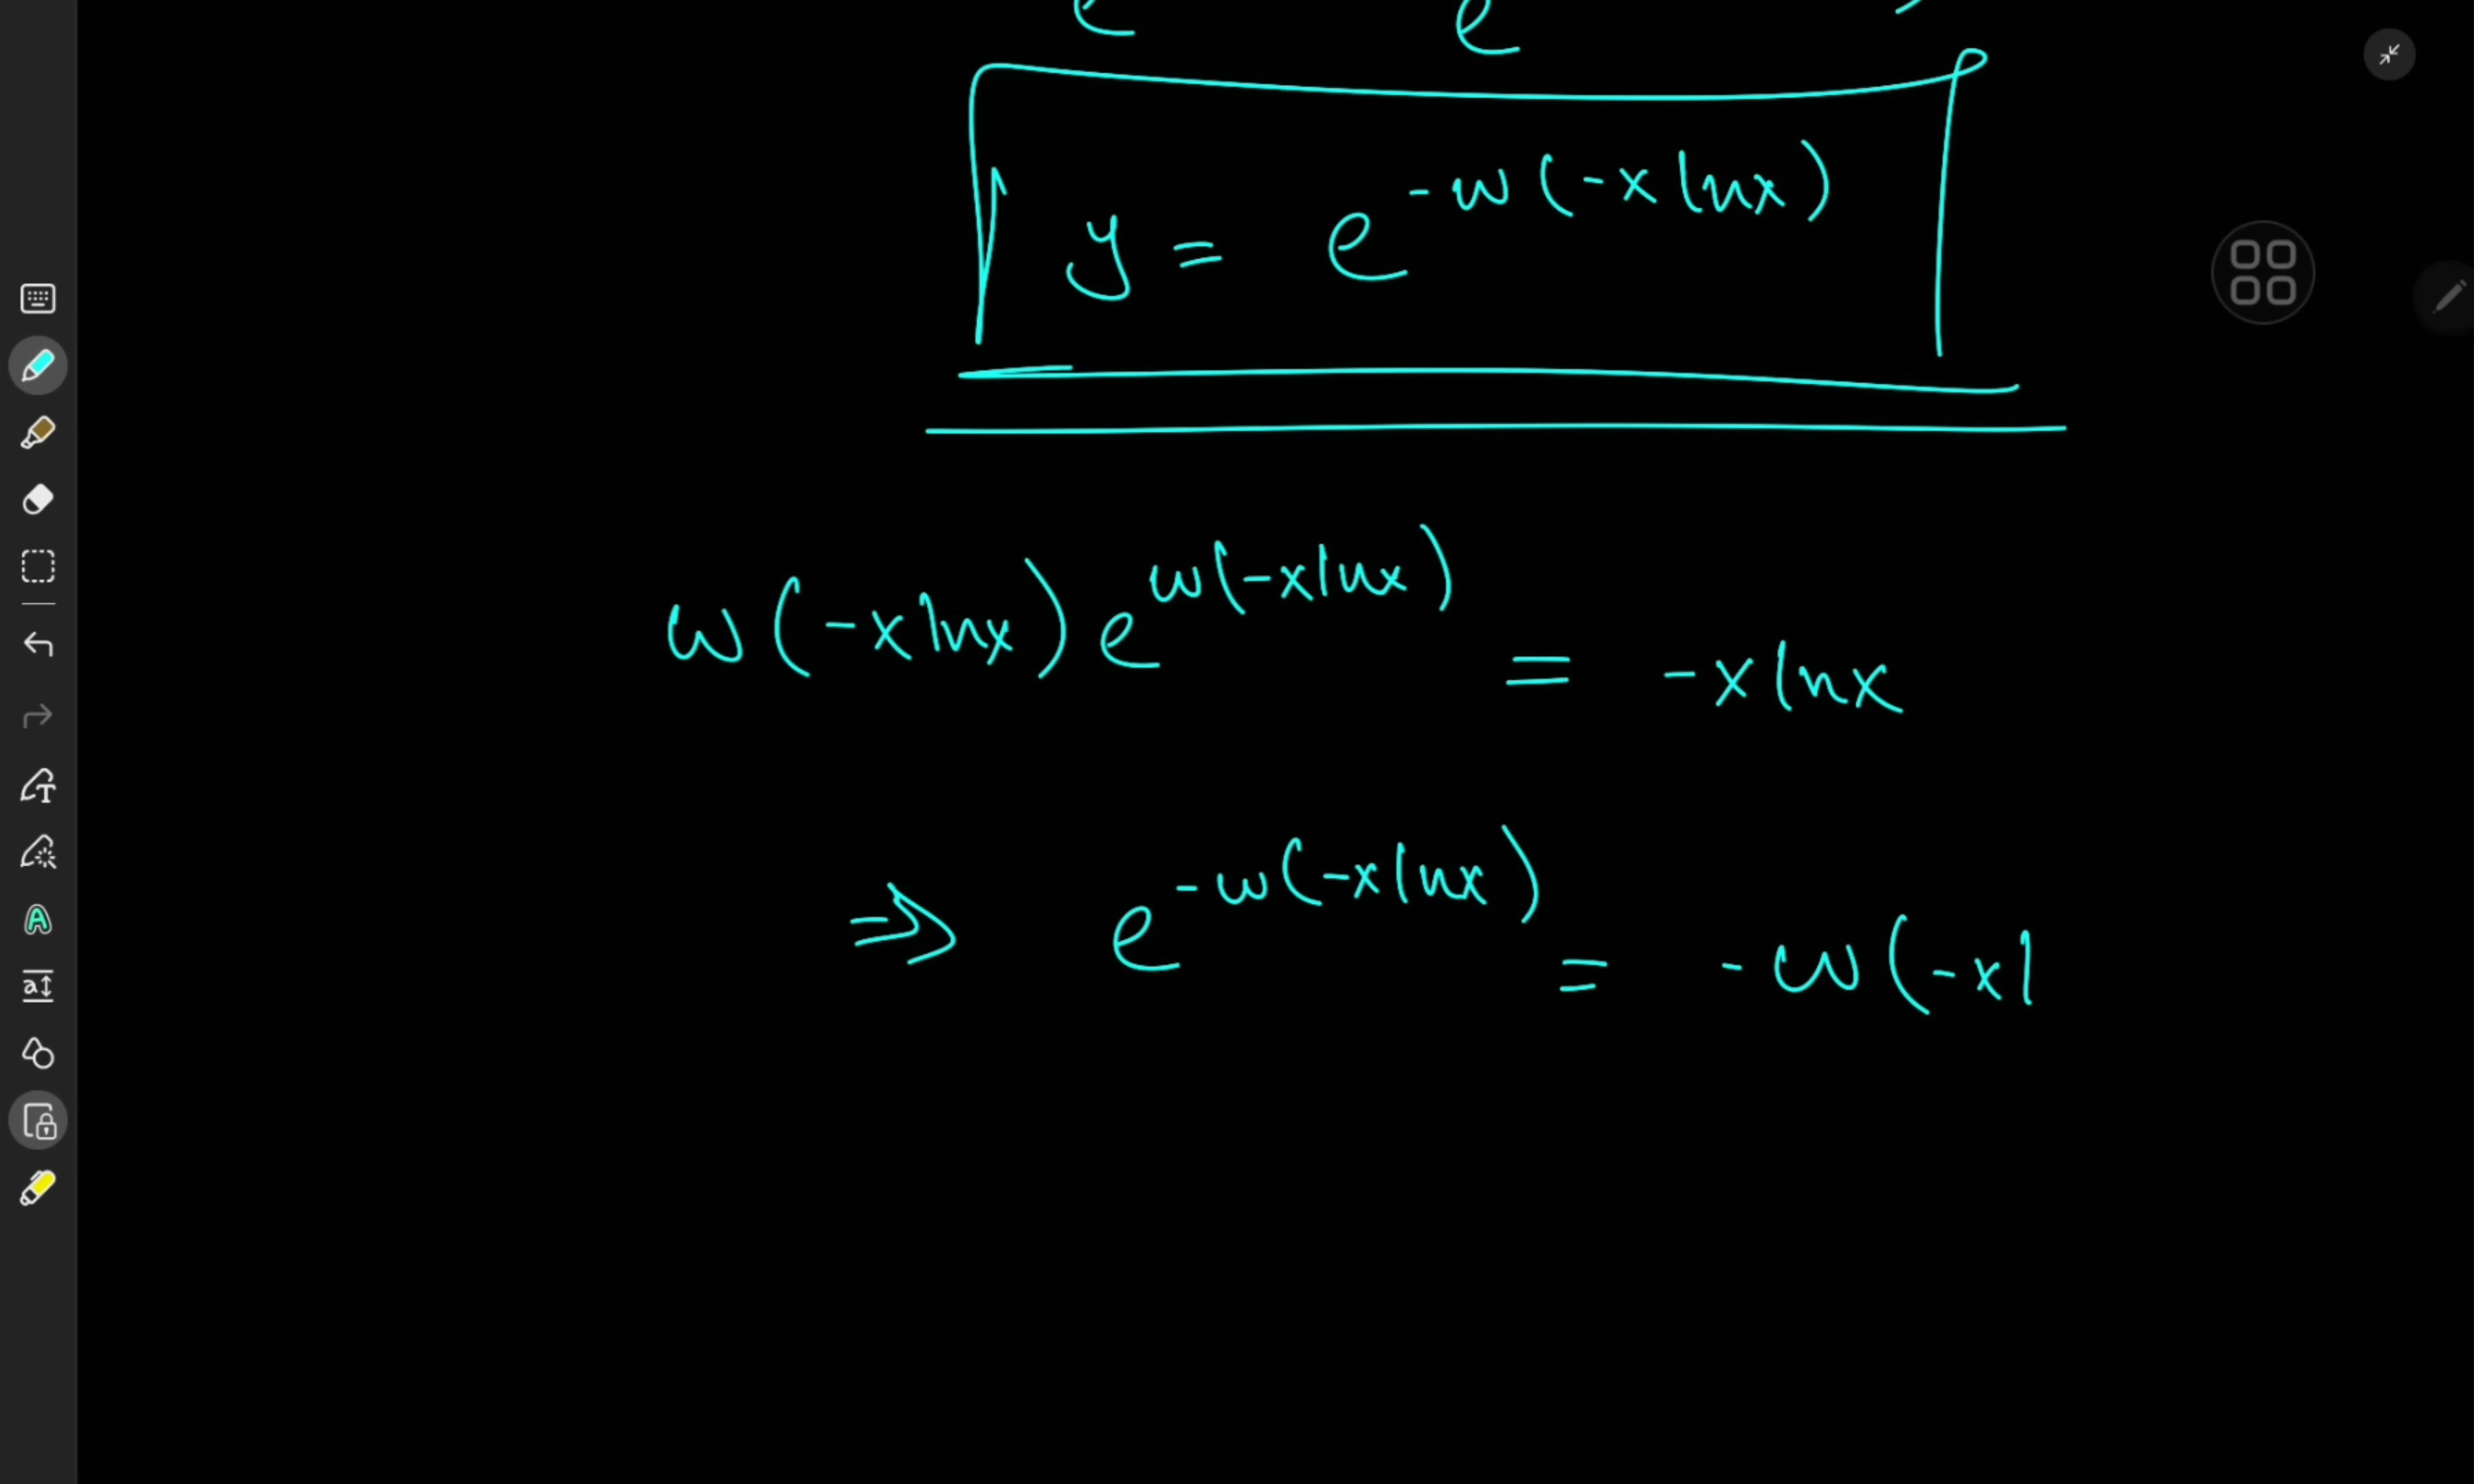 e e
y = e^{-W(-x ln x)}
W(-x ln x) e^{W(-x ln x)} = -x ln x
⇒ e^{-W(-x ln x)} = -W(-x l